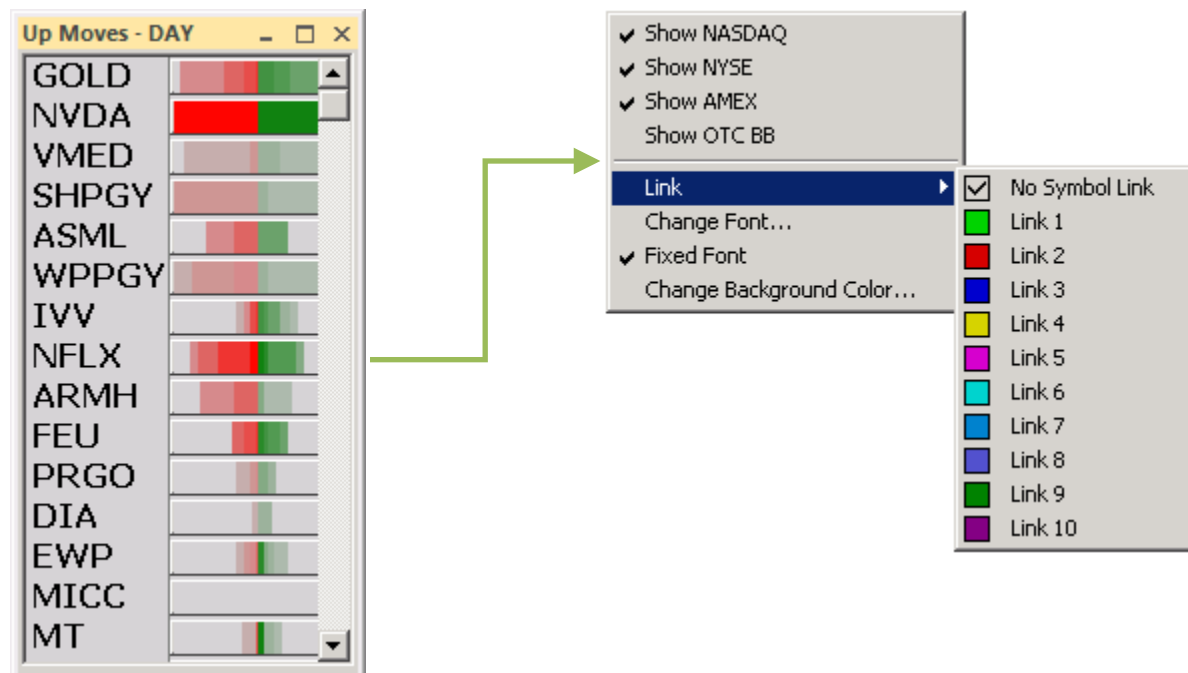 Up Moves - DAY
GOLD
NVDA
VMED
SHPGY
ASML
WPPGY
IVV
NFLX
ARMH
FEU
PRGO
DIA
EWP
MICC
MT
Show NASDAQ
Show NYSE
Show AMEX
Show OTC BB
Link
Change Font...
Fixed Font
Change Background Color...
No Symbol Link
Link 1
Link 2
Link 3
Link 4
Link 5
Link 6
Link 7
Link 8
Link 9
Link 10